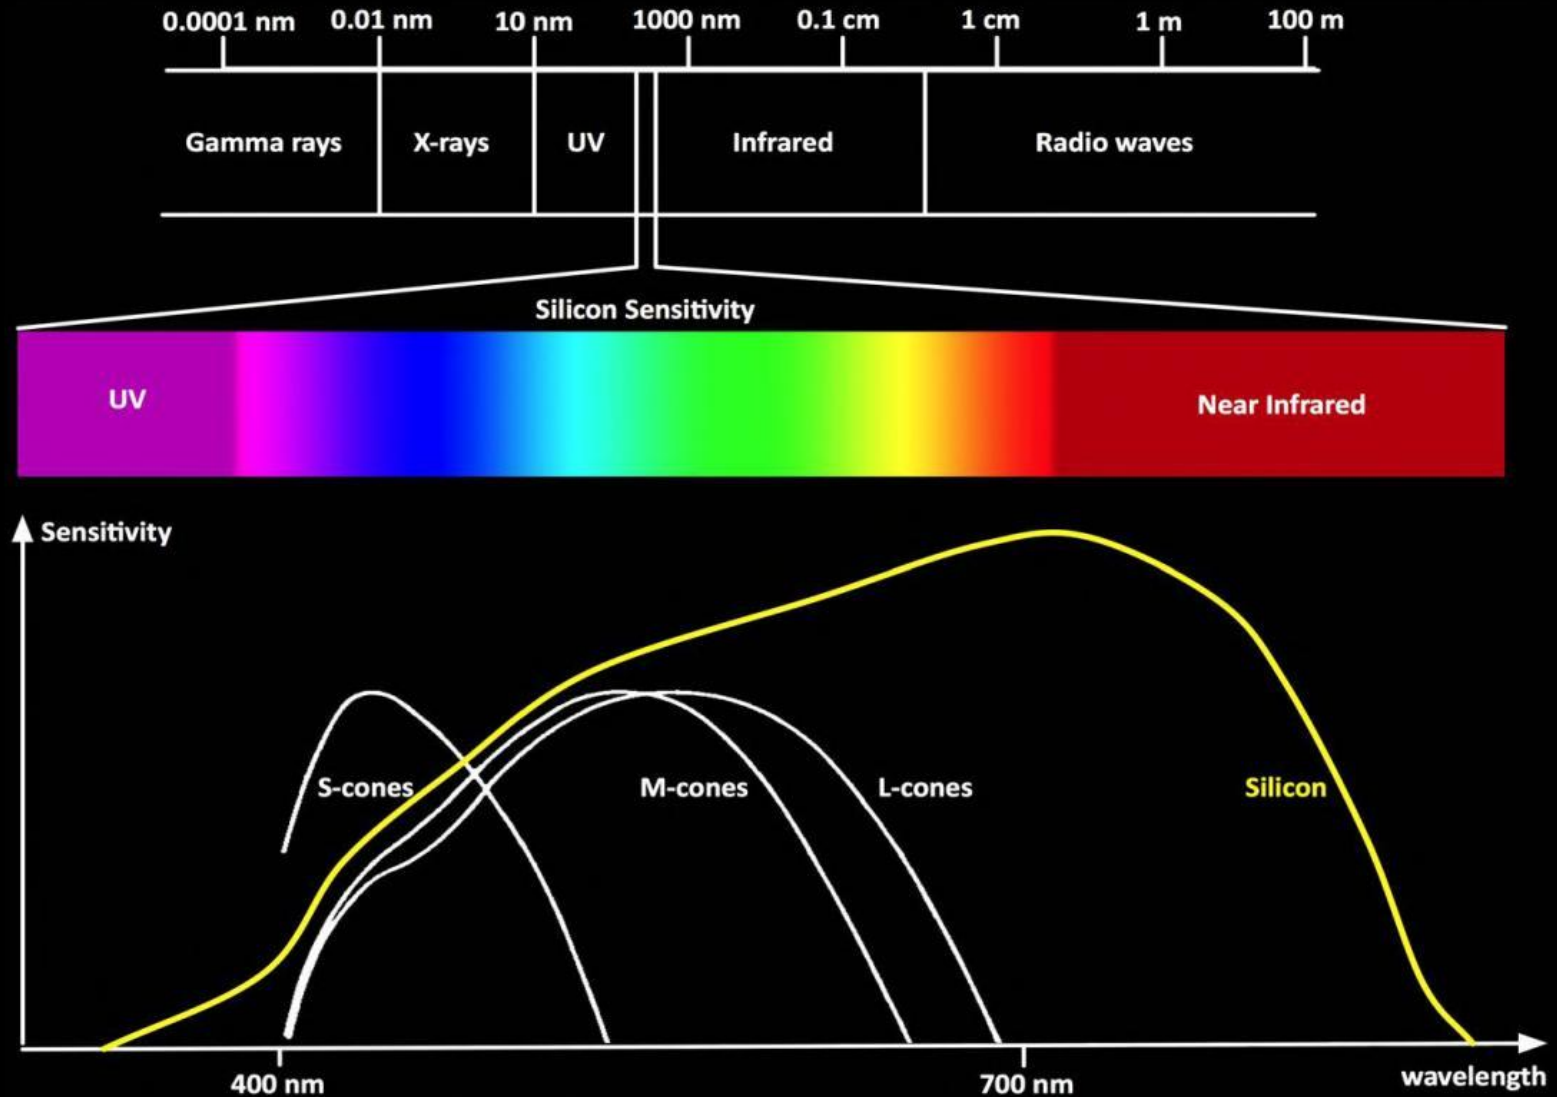 0.0001 nm 0.01 nm 10 nm 1000 nm 0.1 cm 1 cm 1 m 100 m
Gamma rays X-rays UV Infrared Radio waves
Silicon Sensitivity
UV Near Infrared
Sensitivity
S-cones M-cones L-cones Silicon
400 nm 700 nm wavelength